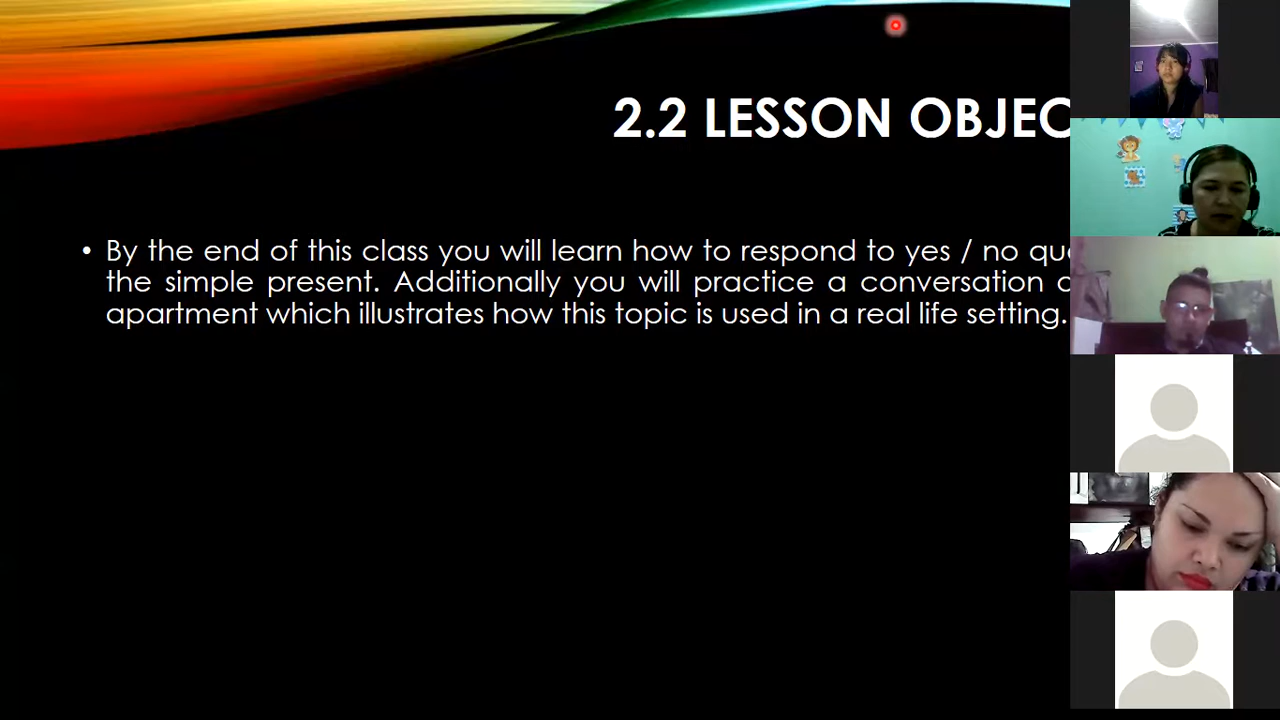 2.2 LESSON
• By the end of this class you will learn how to respond to yes / no
the simple present. Additionally you will practice a conversation
apartment which illustrates how this topic is used in a real life setting.